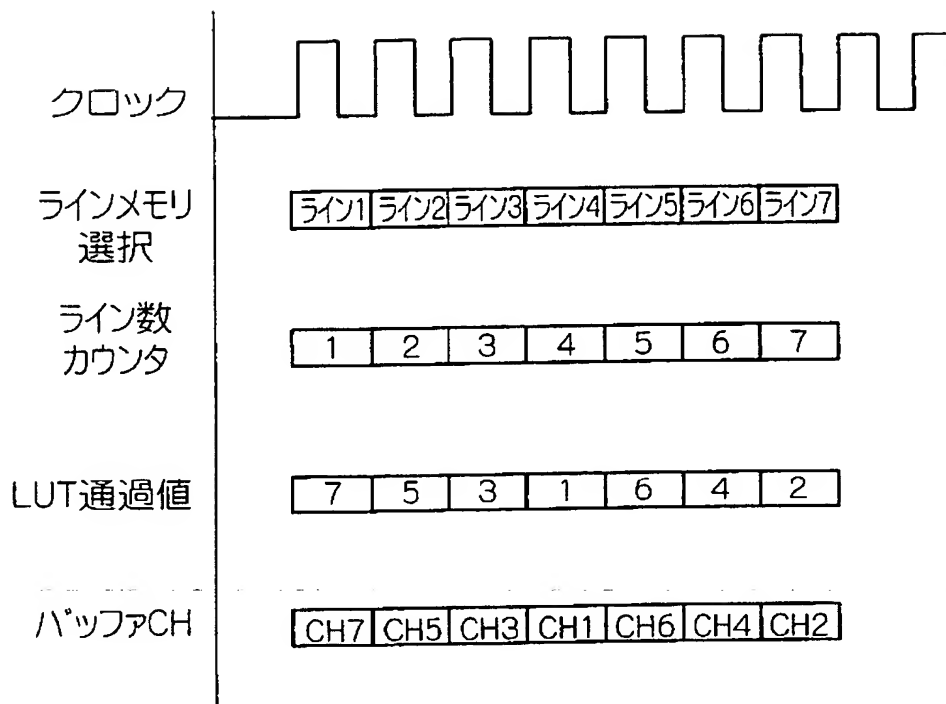 クロック
ラインメモリ
選択
ライン1 ライン2 ライン3 ライン4 ライン5 ライン6 ライン7
ライン数
カウンタ
1 2 3 4 5 6 7
LUT通過値
7 5 3 1 6 4 2
バッファCH
CH7 CH5 CH3 CH1 CH6 CH4 CH2